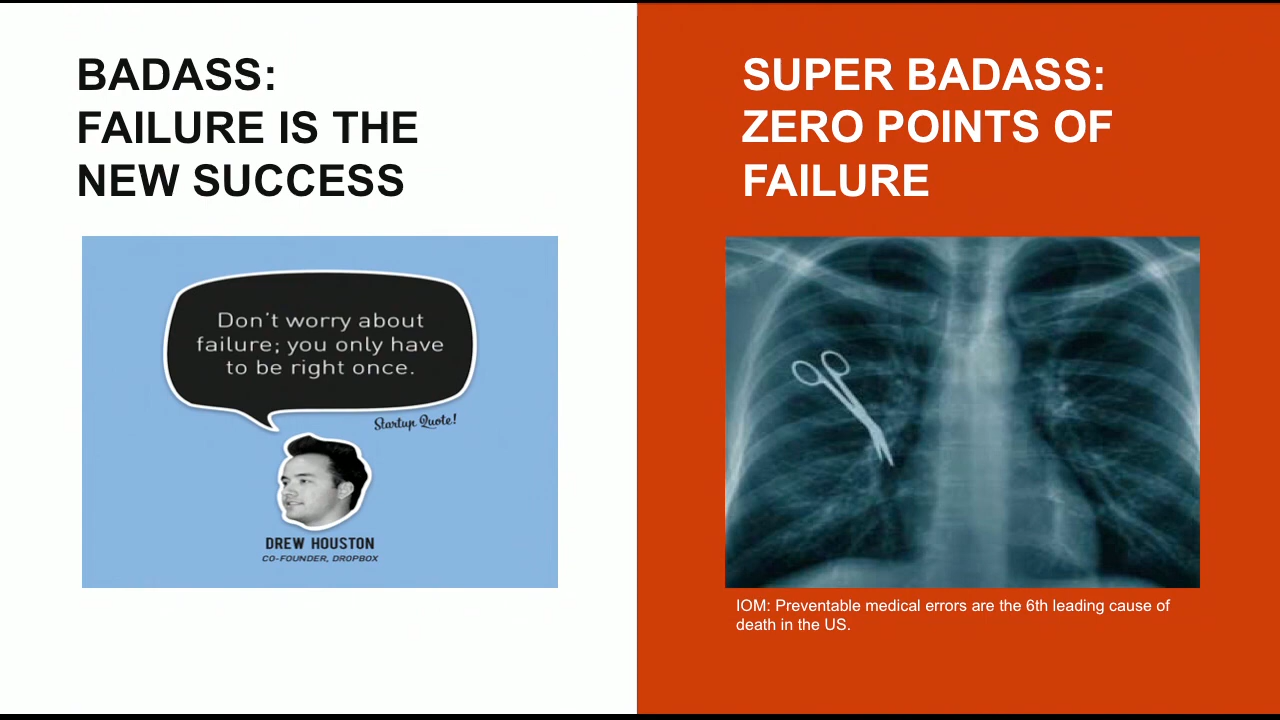 BADASS:
FAILURE IS THE
NEW SUCCESS
Don't worry about
failure; you only have
to be right once.
Startup Quote!
DREW HOUSTON
CO-FOUNDER, DROPBOX
SUPER BADASS:
ZERO POINTS OF
FAILURE
IOM: Preventable medical errors are the 6th leading cause of
death in the US.